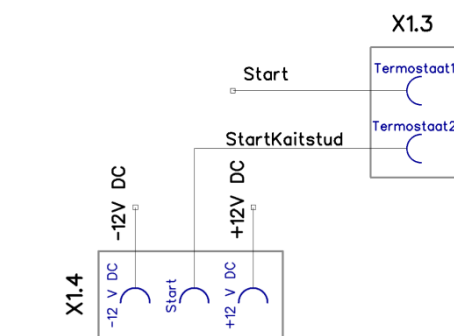 X1.3
Termostaat1
Start
Termostaat2
StartKaitstud
-12V DC
+12V DC
X1.4
-12 V DC
Start
+12 V DC